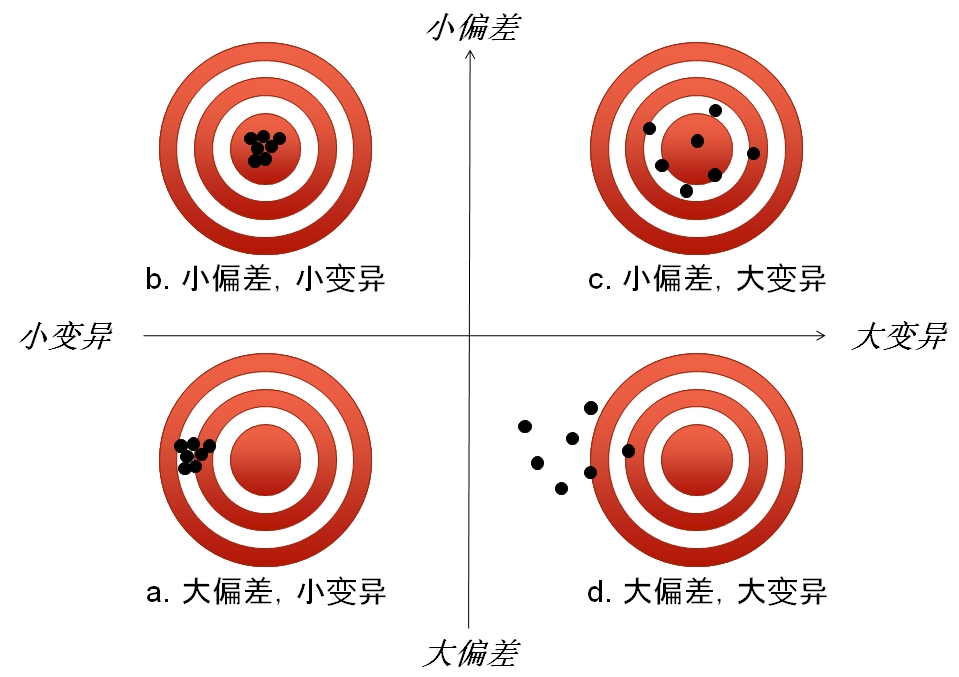 小偏差
b. 小偏差, 小变异
c. 小偏差, 大变异
小变异
大变异
a. 大偏差, 小变异
d. 大偏差, 大变异
大偏差